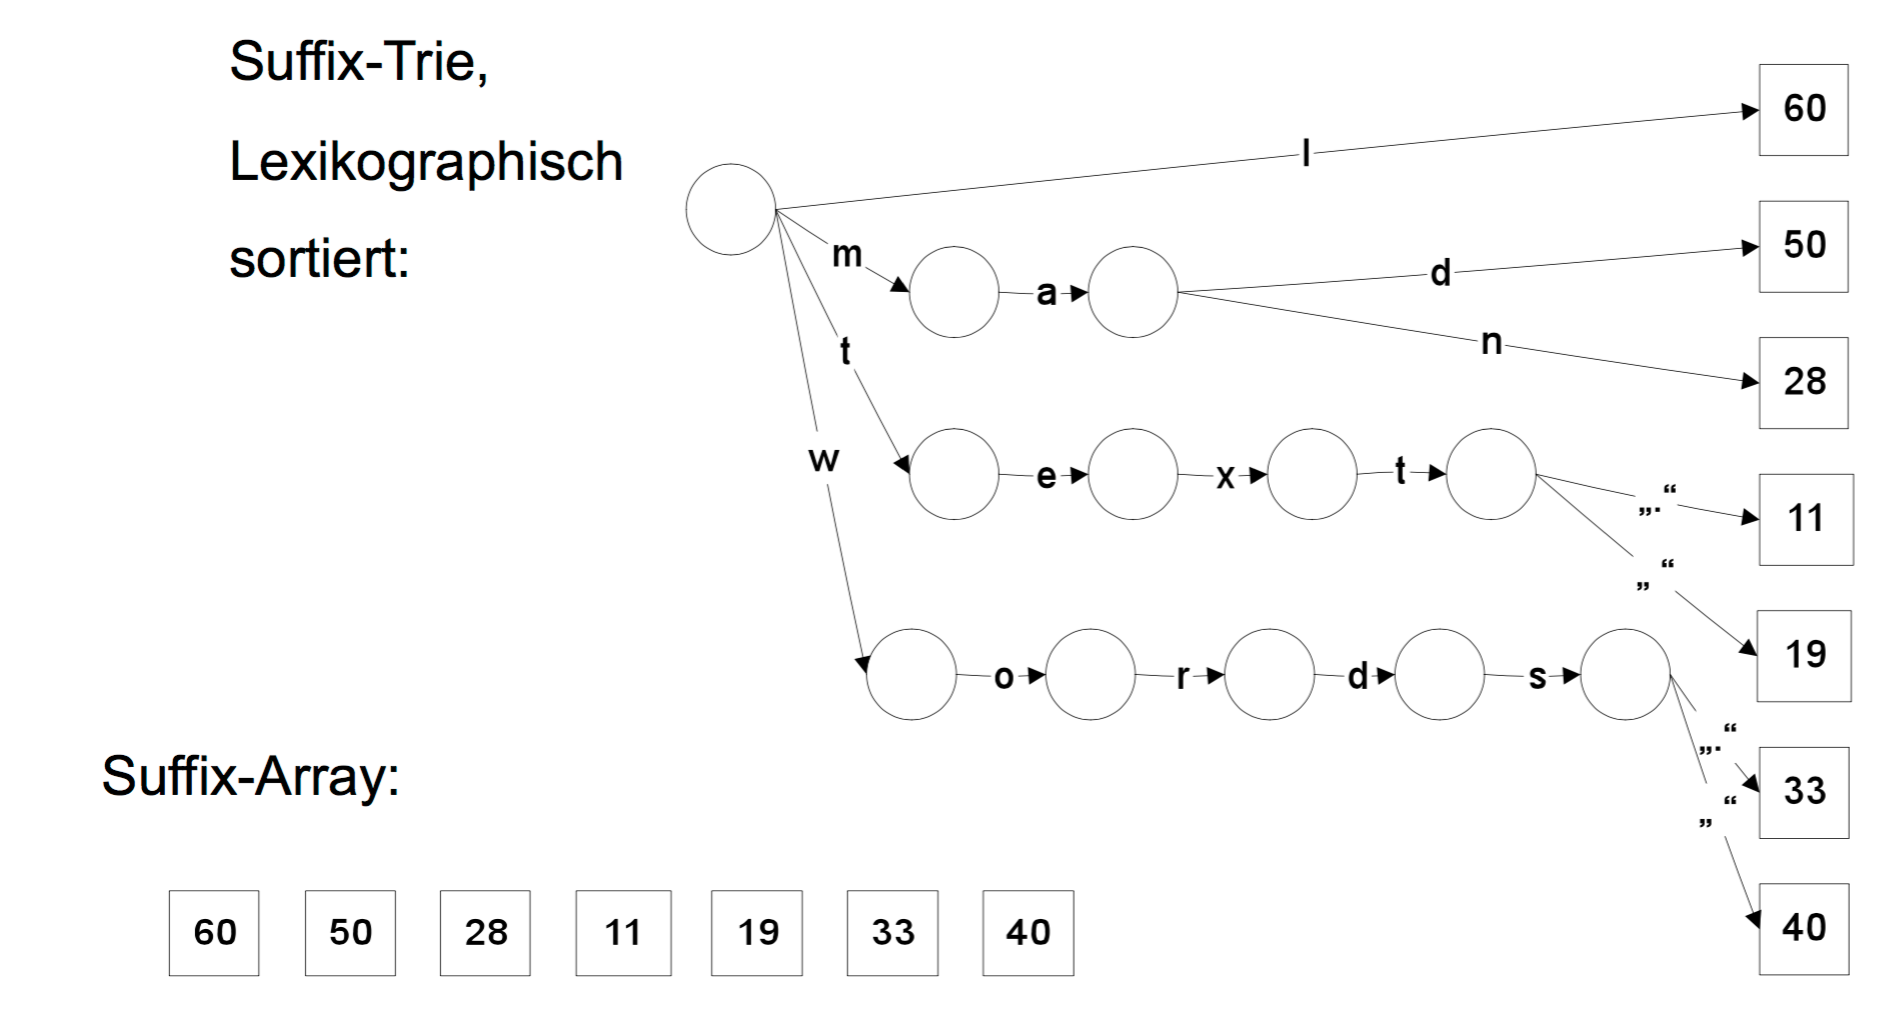 Suffix-Trie,
Lexikographisch
sortiert:
l
60
m
a
d
50
n
28
t
e
x
t
„.“
11
„ “
19
w
o
r
d
s
„.“
33
„ “
40
Suffix-Array:
60 50 28 11 19 33 40